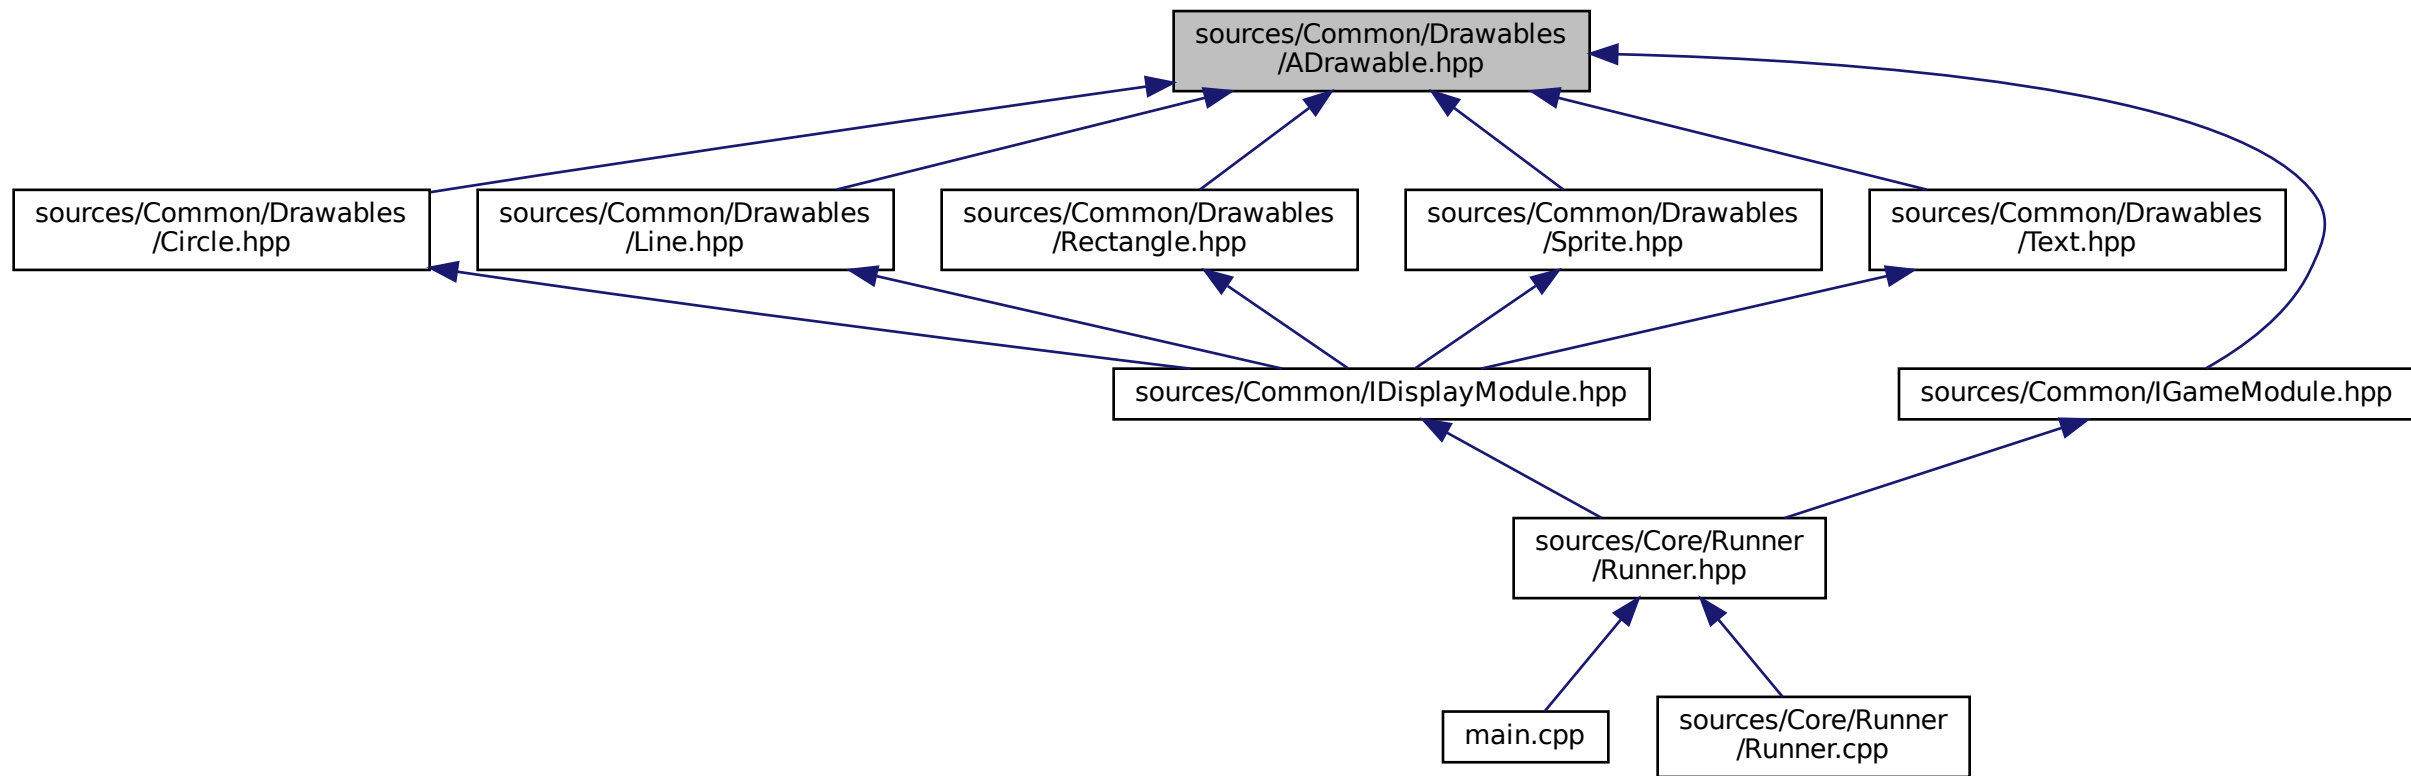 sources/Common/Drawables
/ADrawable.hpp
sources/Common/Drawables
/Circle.hpp
sources/Common/Drawables
/Line.hpp
sources/Common/Drawables
/Rectangle.hpp
sources/Common/Drawables
/Sprite.hpp
sources/Common/Drawables
/Text.hpp
sources/Common/IDisplayModule.hpp
sources/Common/IGameModule.hpp
sources/Core/Runner
/Runner.hpp
main.cpp
sources/Core/Runner
/Runner.cpp